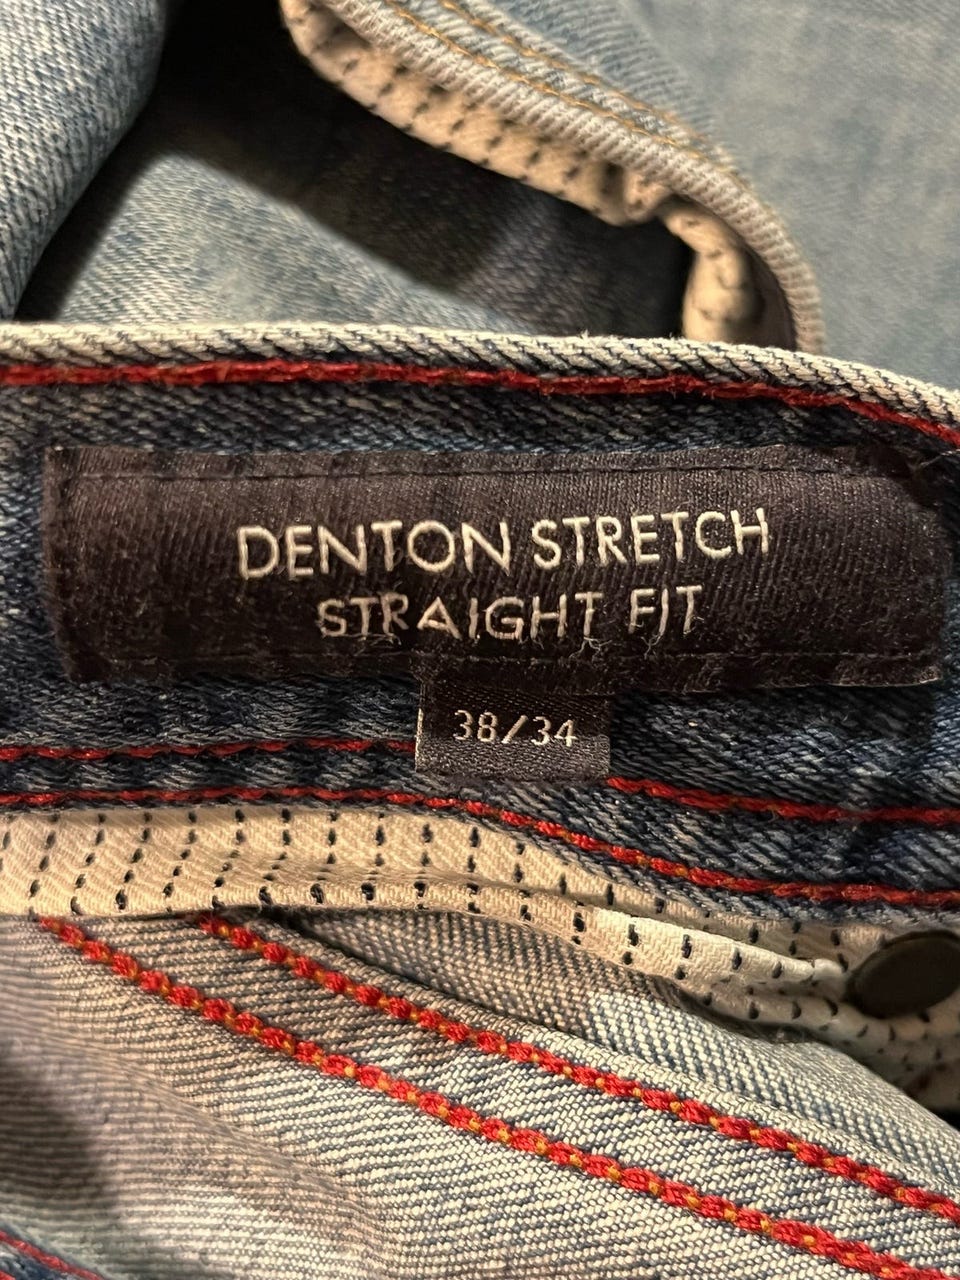 DENTON STRETCH
STRAIGHT FIT
38/34